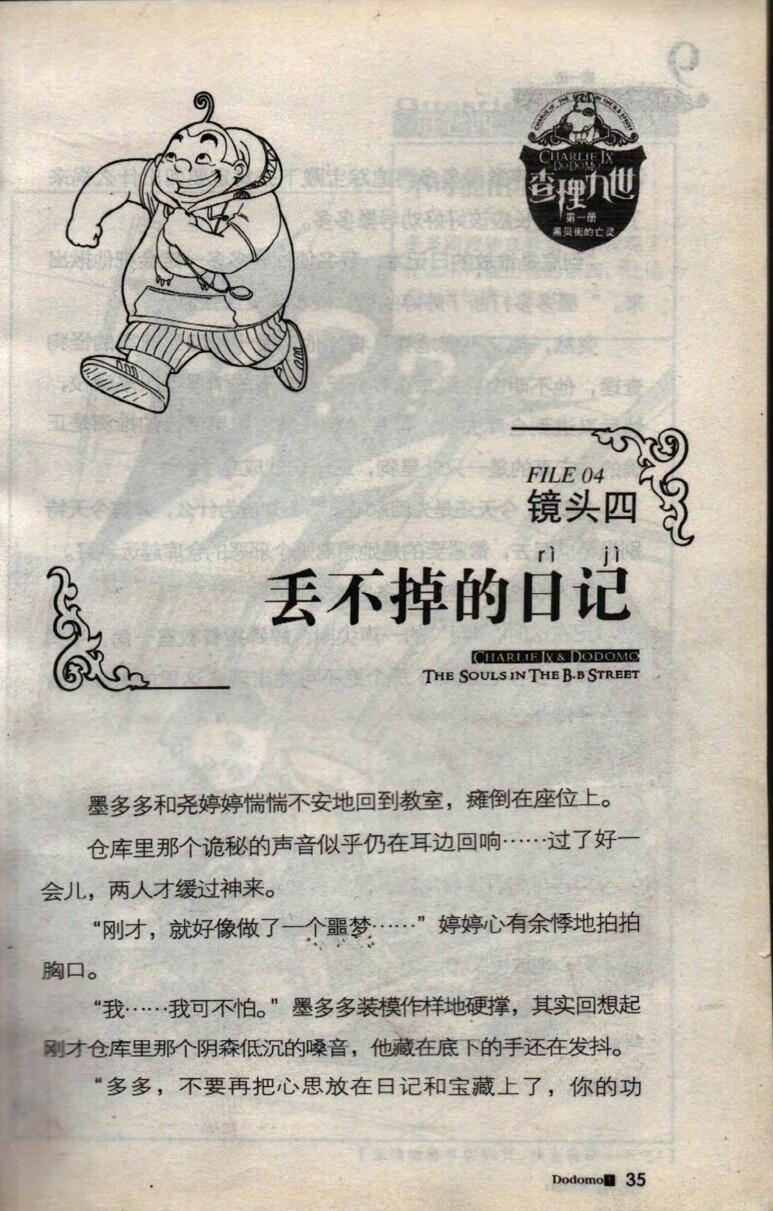 CHARLIE IX
& DODOMO
查理九世
第一册
黑贝街的亡灵
FILE 04
镜头四
rì jì
丢不掉的日记
CHARLIE IX & DODOMO
THE SOULS IN THE B.B STREET
墨多多和尧婷婷惴惴不安地回到教室，瘫倒在座位上。
仓库里那个诡秘的声音似乎仍在耳边回响……过了好一
会儿，两人才缓过神来。
“刚才，就好像做了一个噩梦……”婷婷心有余悸地拍拍
胸口。
“我……我可不怕。”墨多多装模作样地硬撑，其实回想起
刚才仓库里那个阴森低沉的嗓音，他藏在底下的手还在发抖。
“多多，不要再把心思放在日记和宝藏上了，你的功
Dodomo 35